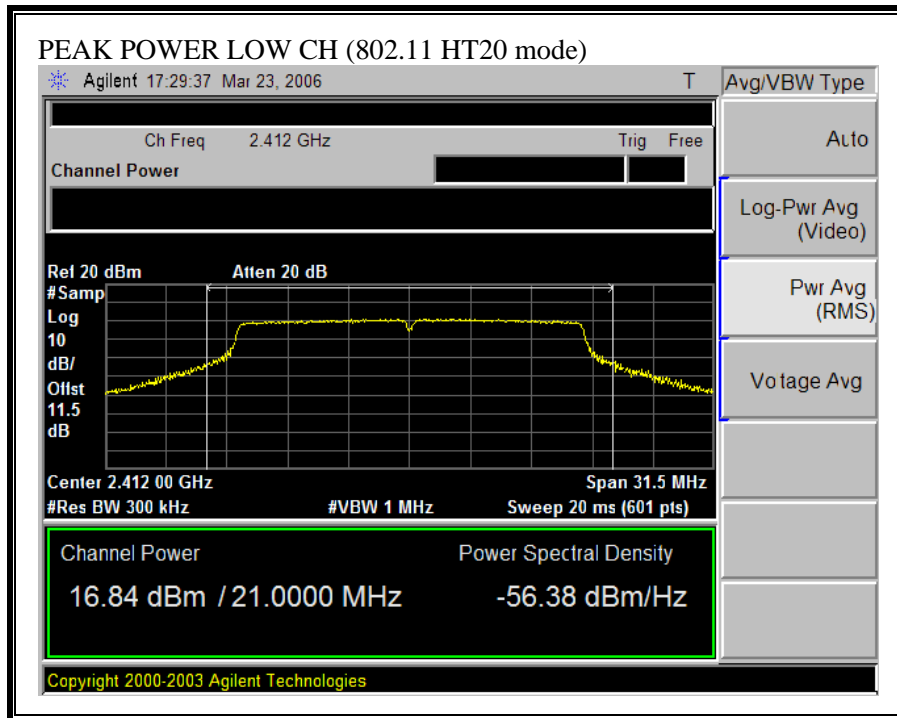 PEAK POWER LOW CH (802.11 HT20 mode)
Agilent 17:29:37 Mar 23, 2006 T
Avg/VBW Type
Ch Freq 2.412 GHz Trig Free
Channel Power
Auto
Log-Pwr Avg
(Video)
Pwr Avg
(RMS)
Voltage Avg
Ref 20 dBm Atten 20 dB
#Samp
Log
10
dB/
Offst
11.5
dB
Center 2.412 00 GHz Span 31.5 MHz
#Res BW 300 kHz #VBW 1 MHz Sweep 20 ms (601 pts)
Channel Power Power Spectral Density
16.84 dBm / 21.0000 MHz -56.38 dBm/Hz
Copyright 2000-2003 Agilent Technologies